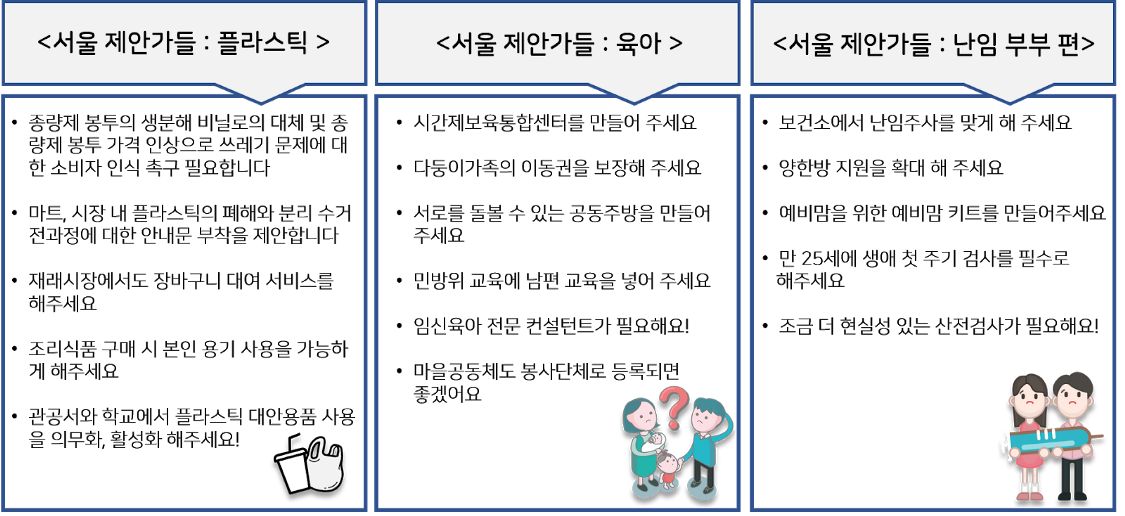 <서울 제안가들 : 플라스틱 >
• 종량제 봉투의 생분해 비닐로의 대체 및 종
량제 봉투 가격 인상으로 쓰레기 문제에 대
한 소비자 인식 촉구 필요합니다
• 마트, 시장 내 플라스틱의 폐해와 분리 수거
전과정에 대한 안내문 부착을 제안합니다
• 재래시장에서도 장바구니 대여 서비스를
해주세요
• 조리식품 구매 시 본인 용기 사용을 가능하
게 해주세요
• 관공서와 학교에서 플라스틱 대안용품 사용
을 의무화, 활성화 해주세요!
<서울 제안가들 : 육아 >
• 시간제보육통합센터를 만들어 주세요
• 다둥이가족의 이동권을 보장해 주세요
• 서로를 돌볼 수 있는 공동주방을 만들어
주세요
• 민방위 교육에 남편 교육을 넣어 주세요
• 임신육아 전문 컨설턴트가 필요해요!
• 마을공동체도 봉사단체로 등록되면
좋겠어요
<서울 제안가들 : 난임 부부 편>
• 보건소에서 난임주사를 맞게 해 주세요
• 양한방 지원을 확대 해 주세요
• 예비맘을 위한 예비맘 키트를 만들어주세요
• 만 25세에 생애 첫 주기 검사를 필수로
해주세요
• 조금 더 현실성 있는 산전검사가 필요해요!